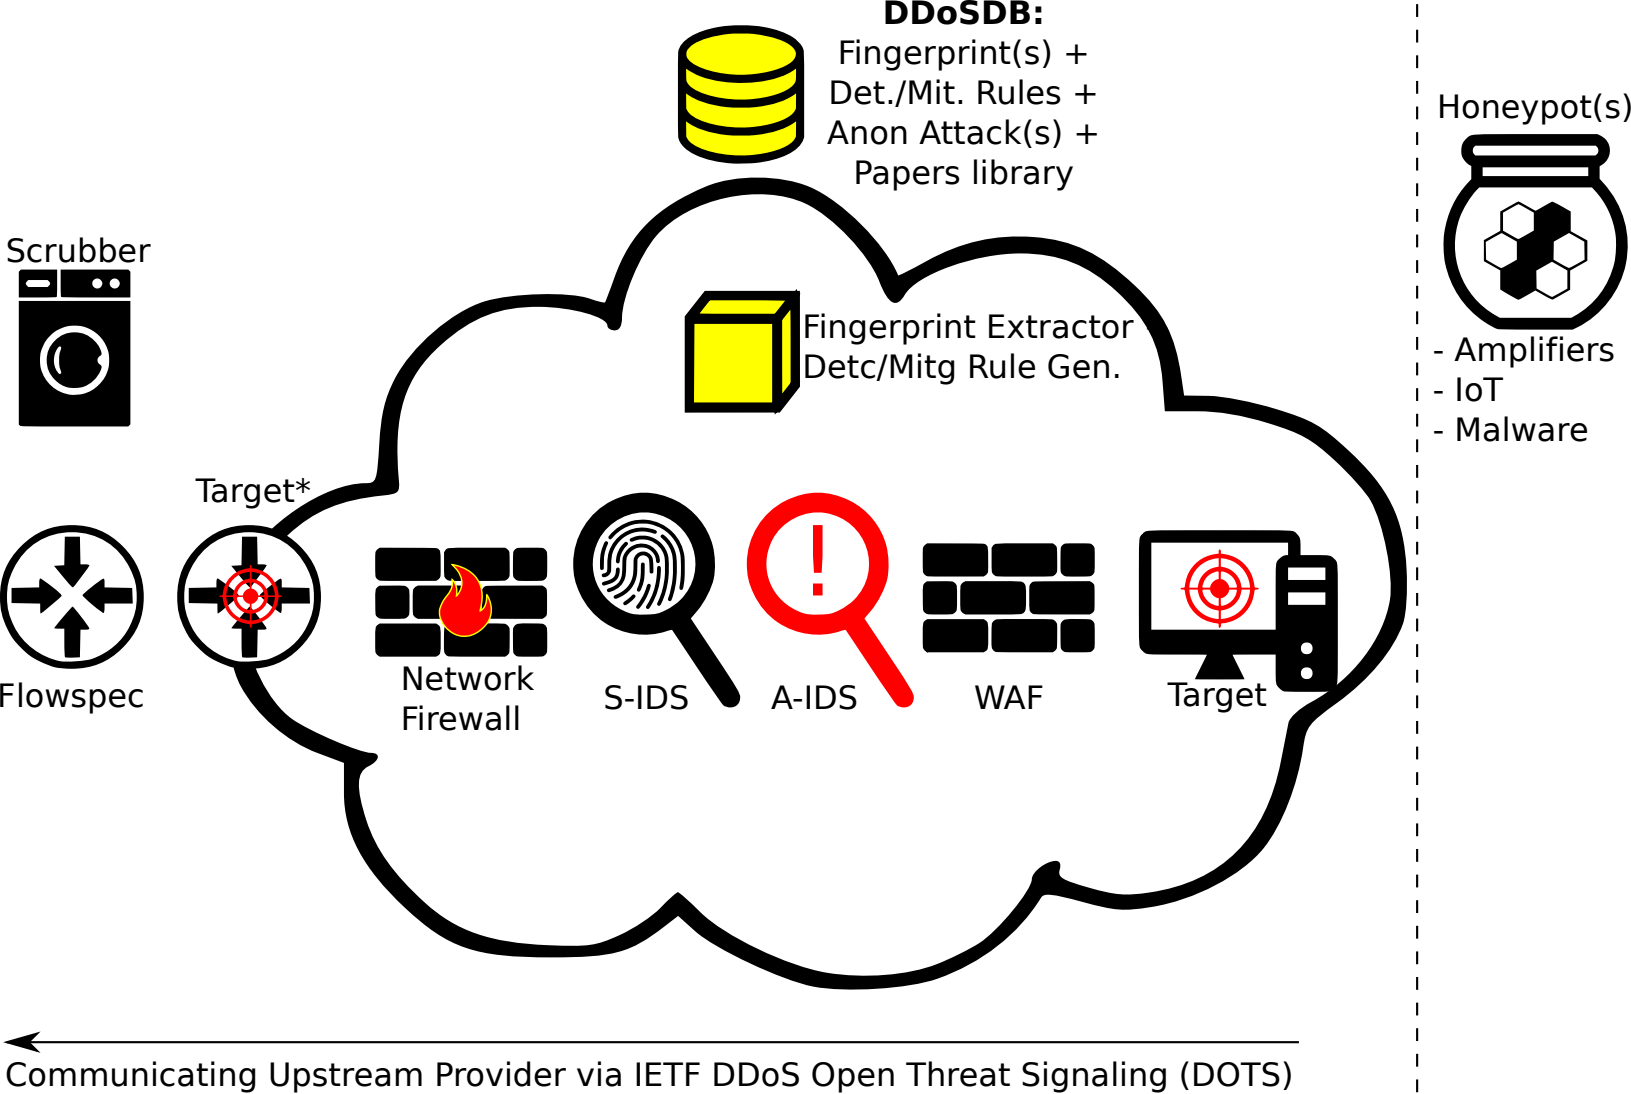 DDoSDB:
Fingerprint(s) +
Det./Mit. Rules +
Anon Attack(s) +
Papers library
Honeypot(s)
- Amplifiers
- IoT
- Malware
Scrubber
Fingerprint Extractor
Detc/Mitg Rule Gen.
Target*
!
Flowspec
Network
Firewall
S-IDS
A-IDS
WAF
Target
Communicating Upstream Provider via IETF DDoS Open Threat Signaling (DOTS)